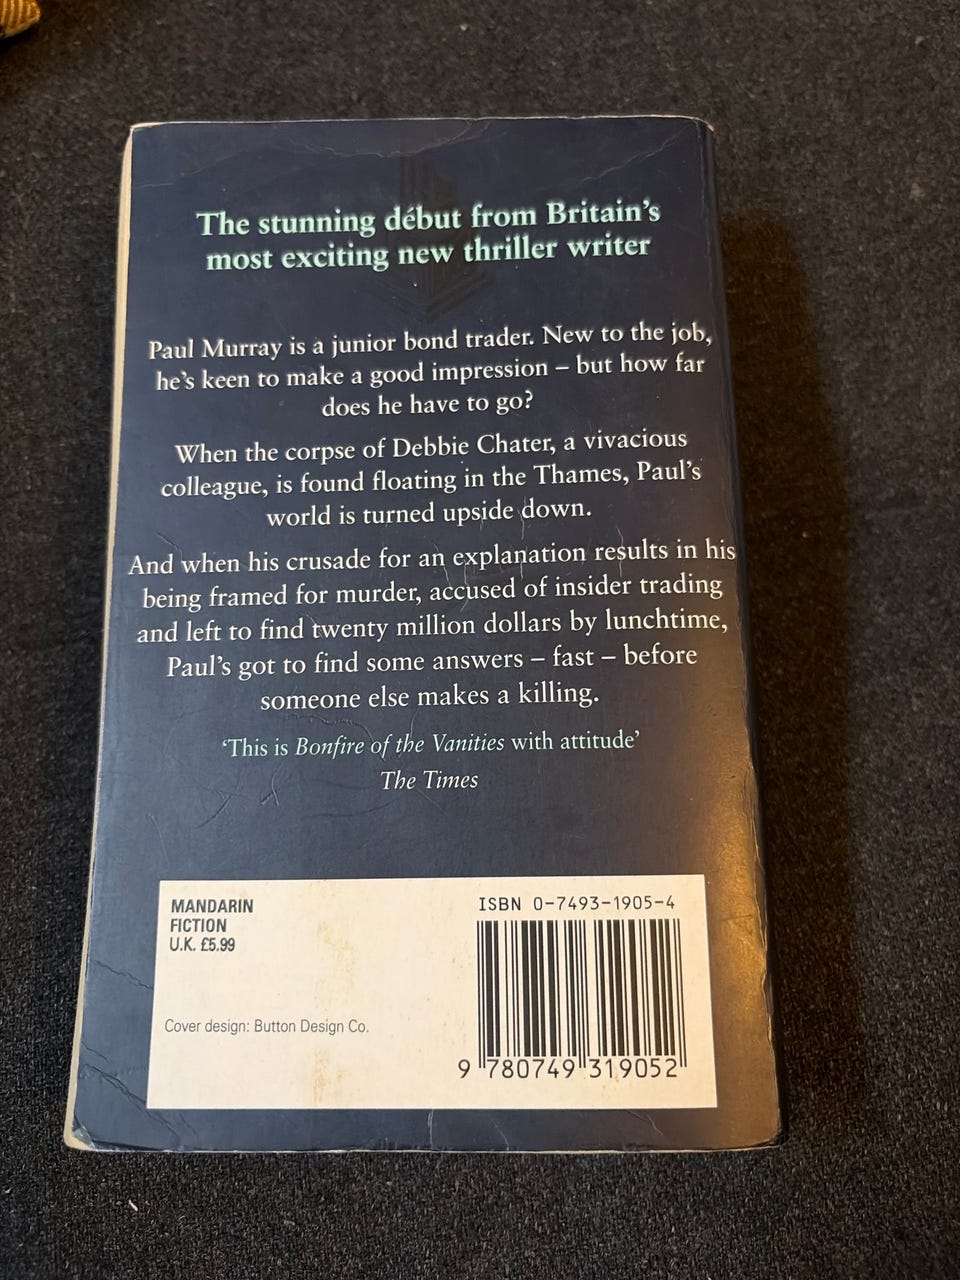 The stunning début from Britain's
most exciting new thriller writer
Paul Murray is a junior bond trader. New to the job,
he's keen to make a good impression – but how far
does he have to go?
When the corpse of Debbie Chater, a vivacious
colleague, is found floating in the Thames, Paul's
world is turned upside down.
And when his crusade for an explanation results in his
being framed for murder, accused of insider trading
and left to find twenty million dollars by lunchtime,
Paul's got to find some answers – fast – before
someone else makes a killing.
'This is Bonfire of the Vanities with attitude'
The Times
MANDARIN
FICTION
U.K. £5.99
Cover design: Button Design Co.
ISBN 0-7493-1905-4
9 780749 319052